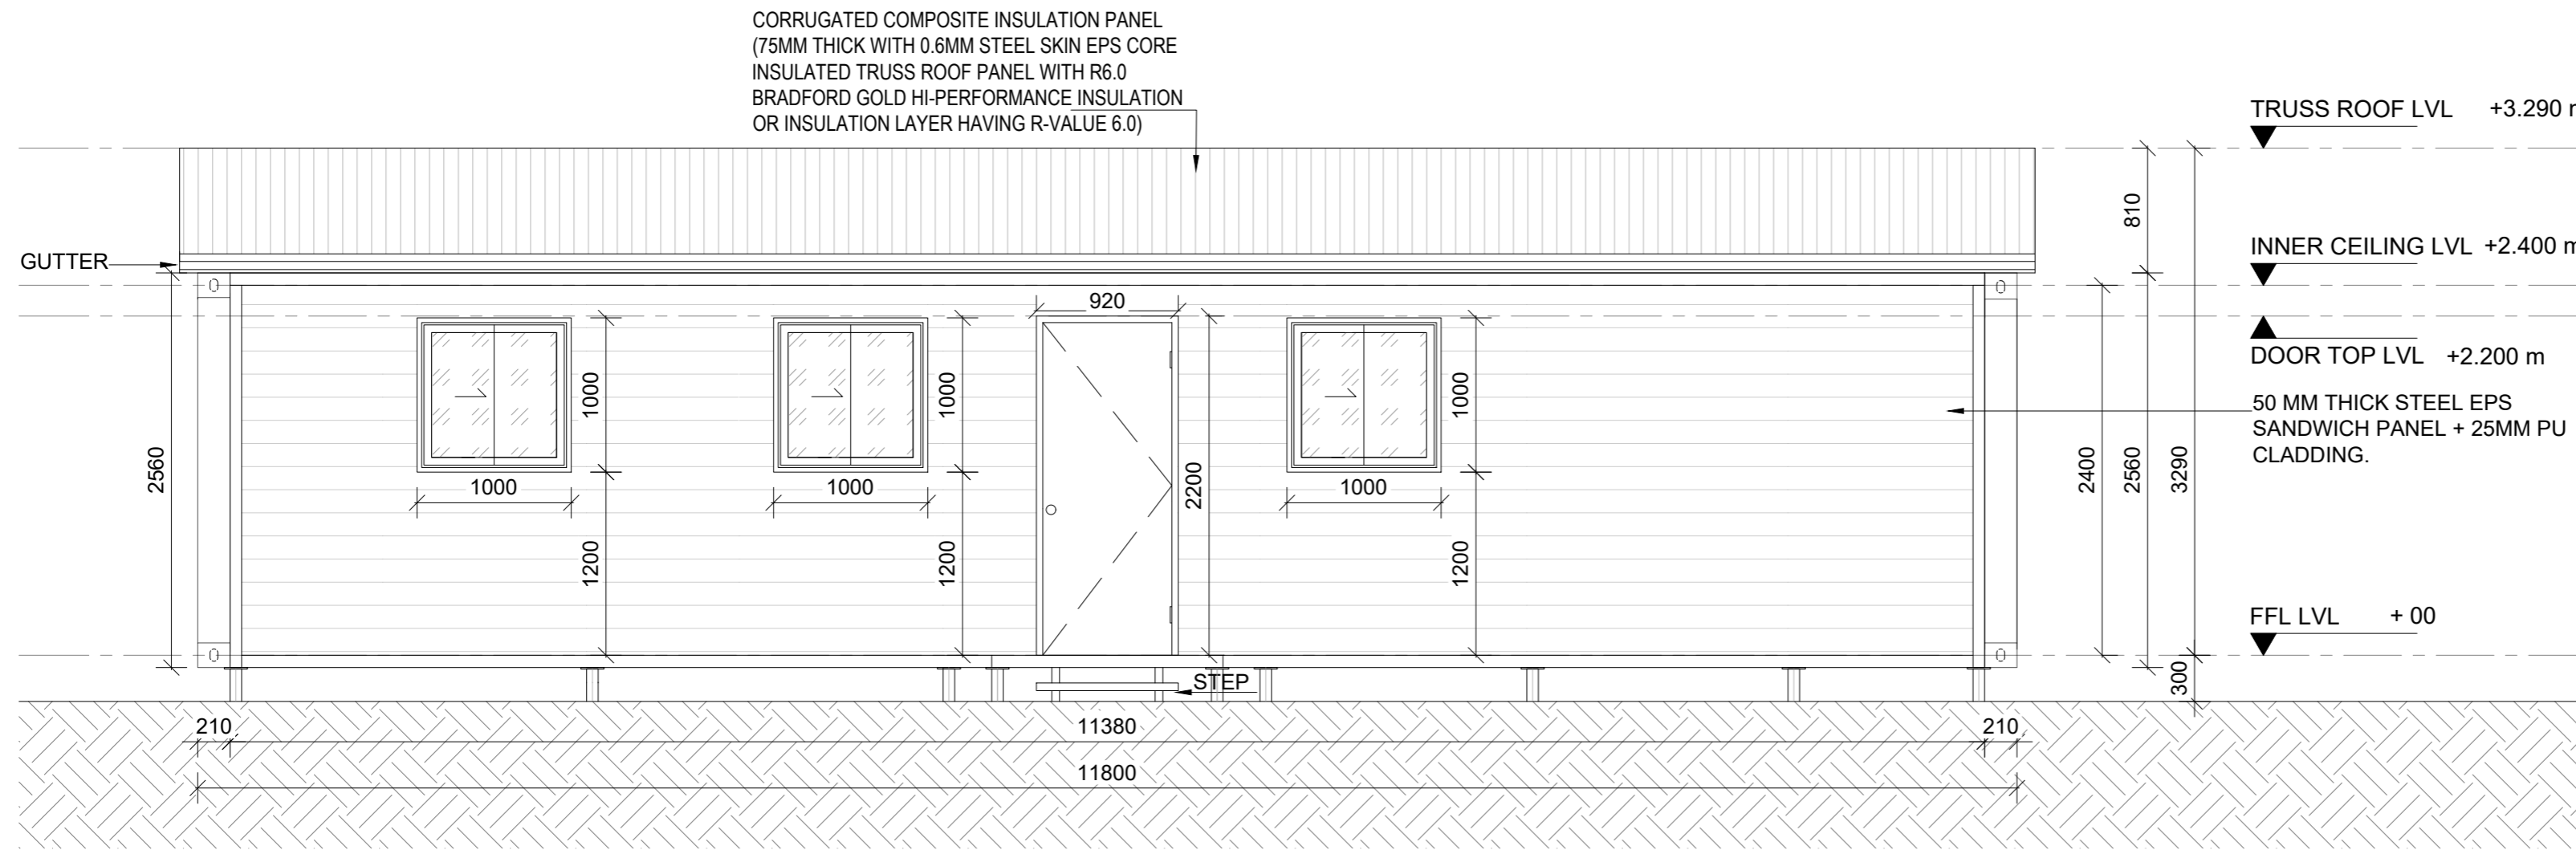 CORRUGATED COMPOSITE INSULATION PANEL
(75MM THICK WITH 0.6MM STEEL SKIN EPS CORE
INSULATED TRUSS ROOF PANEL WITH R6.0
BRADFORD GOLD HI-PERFORMANCE INSULATION
OR INSULATION LAYER HAVING R-VALUE 6.0)
TRUSS ROOF LVL +3.290 m
810
INNER CEILING LVL +2.400 m
GUTTER
920
DOOR TOP LVL +2.200 m
50 MM THICK STEEL EPS
SANDWICH PANEL + 25MM PU
CLADDING.
1000
1000
1000
2560
1000
1000
1000
2200
2400
2560
3290
1200
1200
1200
FFL LVL + 00
STEP
300
210
11380
210
11800